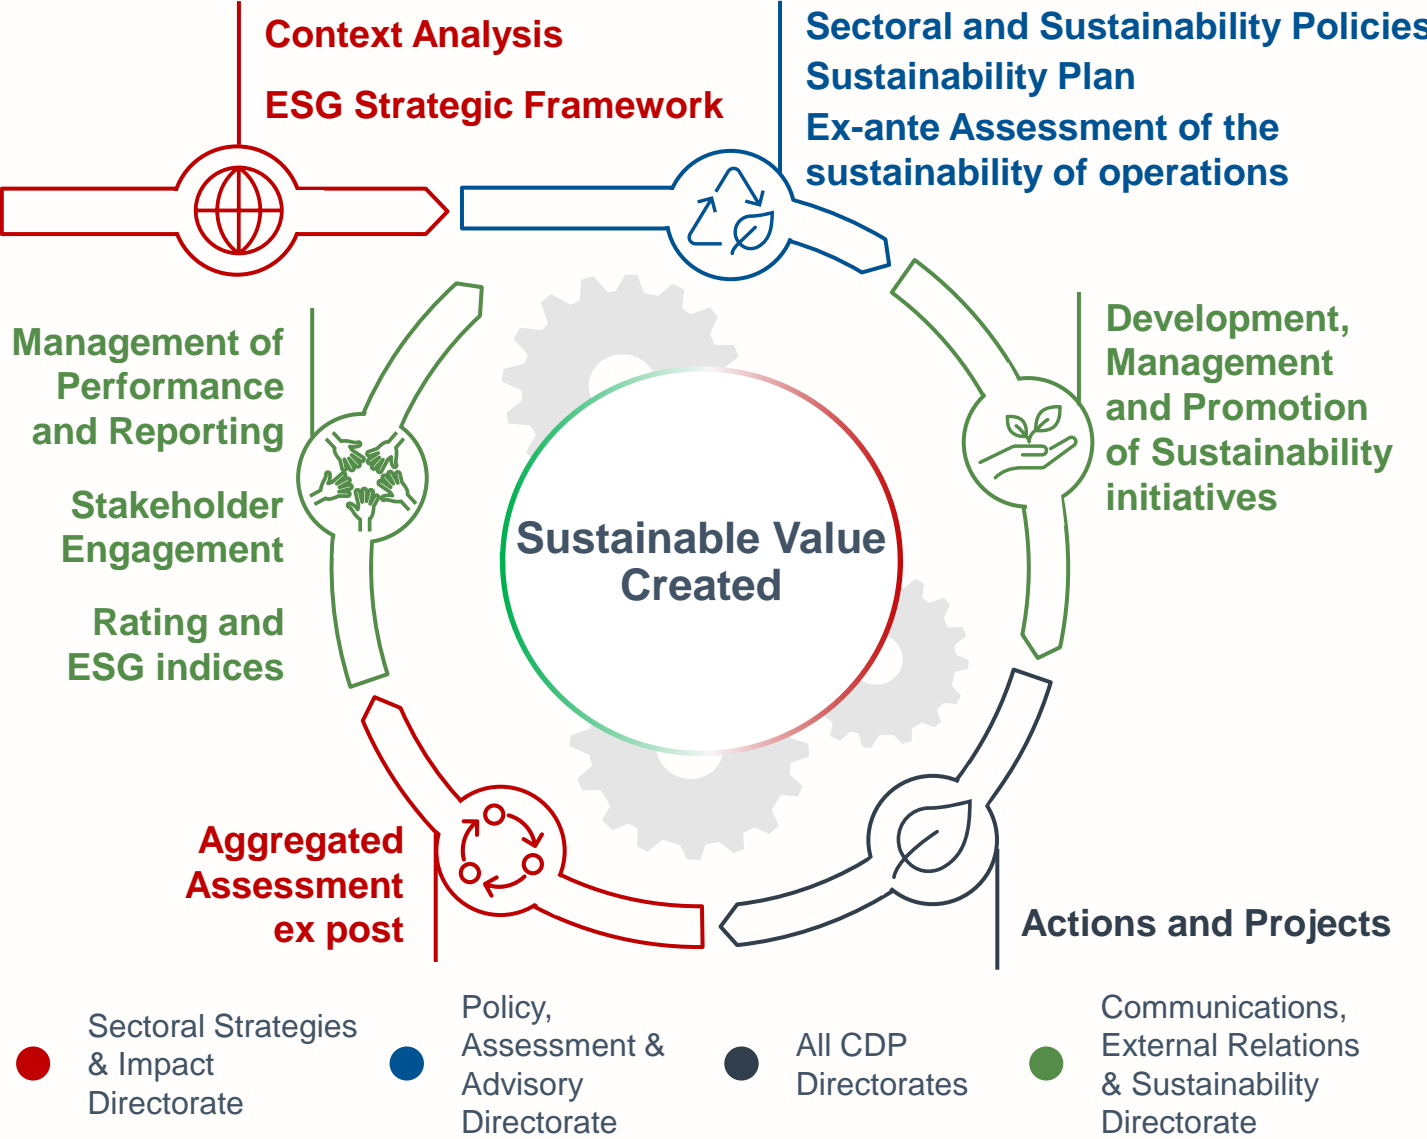 Context Analysis
ESG Strategic Framework
Sectoral and Sustainability Policies
Sustainability Plan
Ex-ante Assessment of the
sustainability of operations
Development,
Management
and Promotion
of Sustainability
initiatives
Management of
Performance
and Reporting
Stakeholder
Engagement
Rating and
ESG indices
Sustainable Value
Created
Aggregated
Assessment
ex post
Actions and Projects
Sectoral Strategies
& Impact
Directorate
Policy,
Assessment &
Advisory
Directorate
All CDP
Directorates
Communications,
External Relations
& Sustainability
Directorate